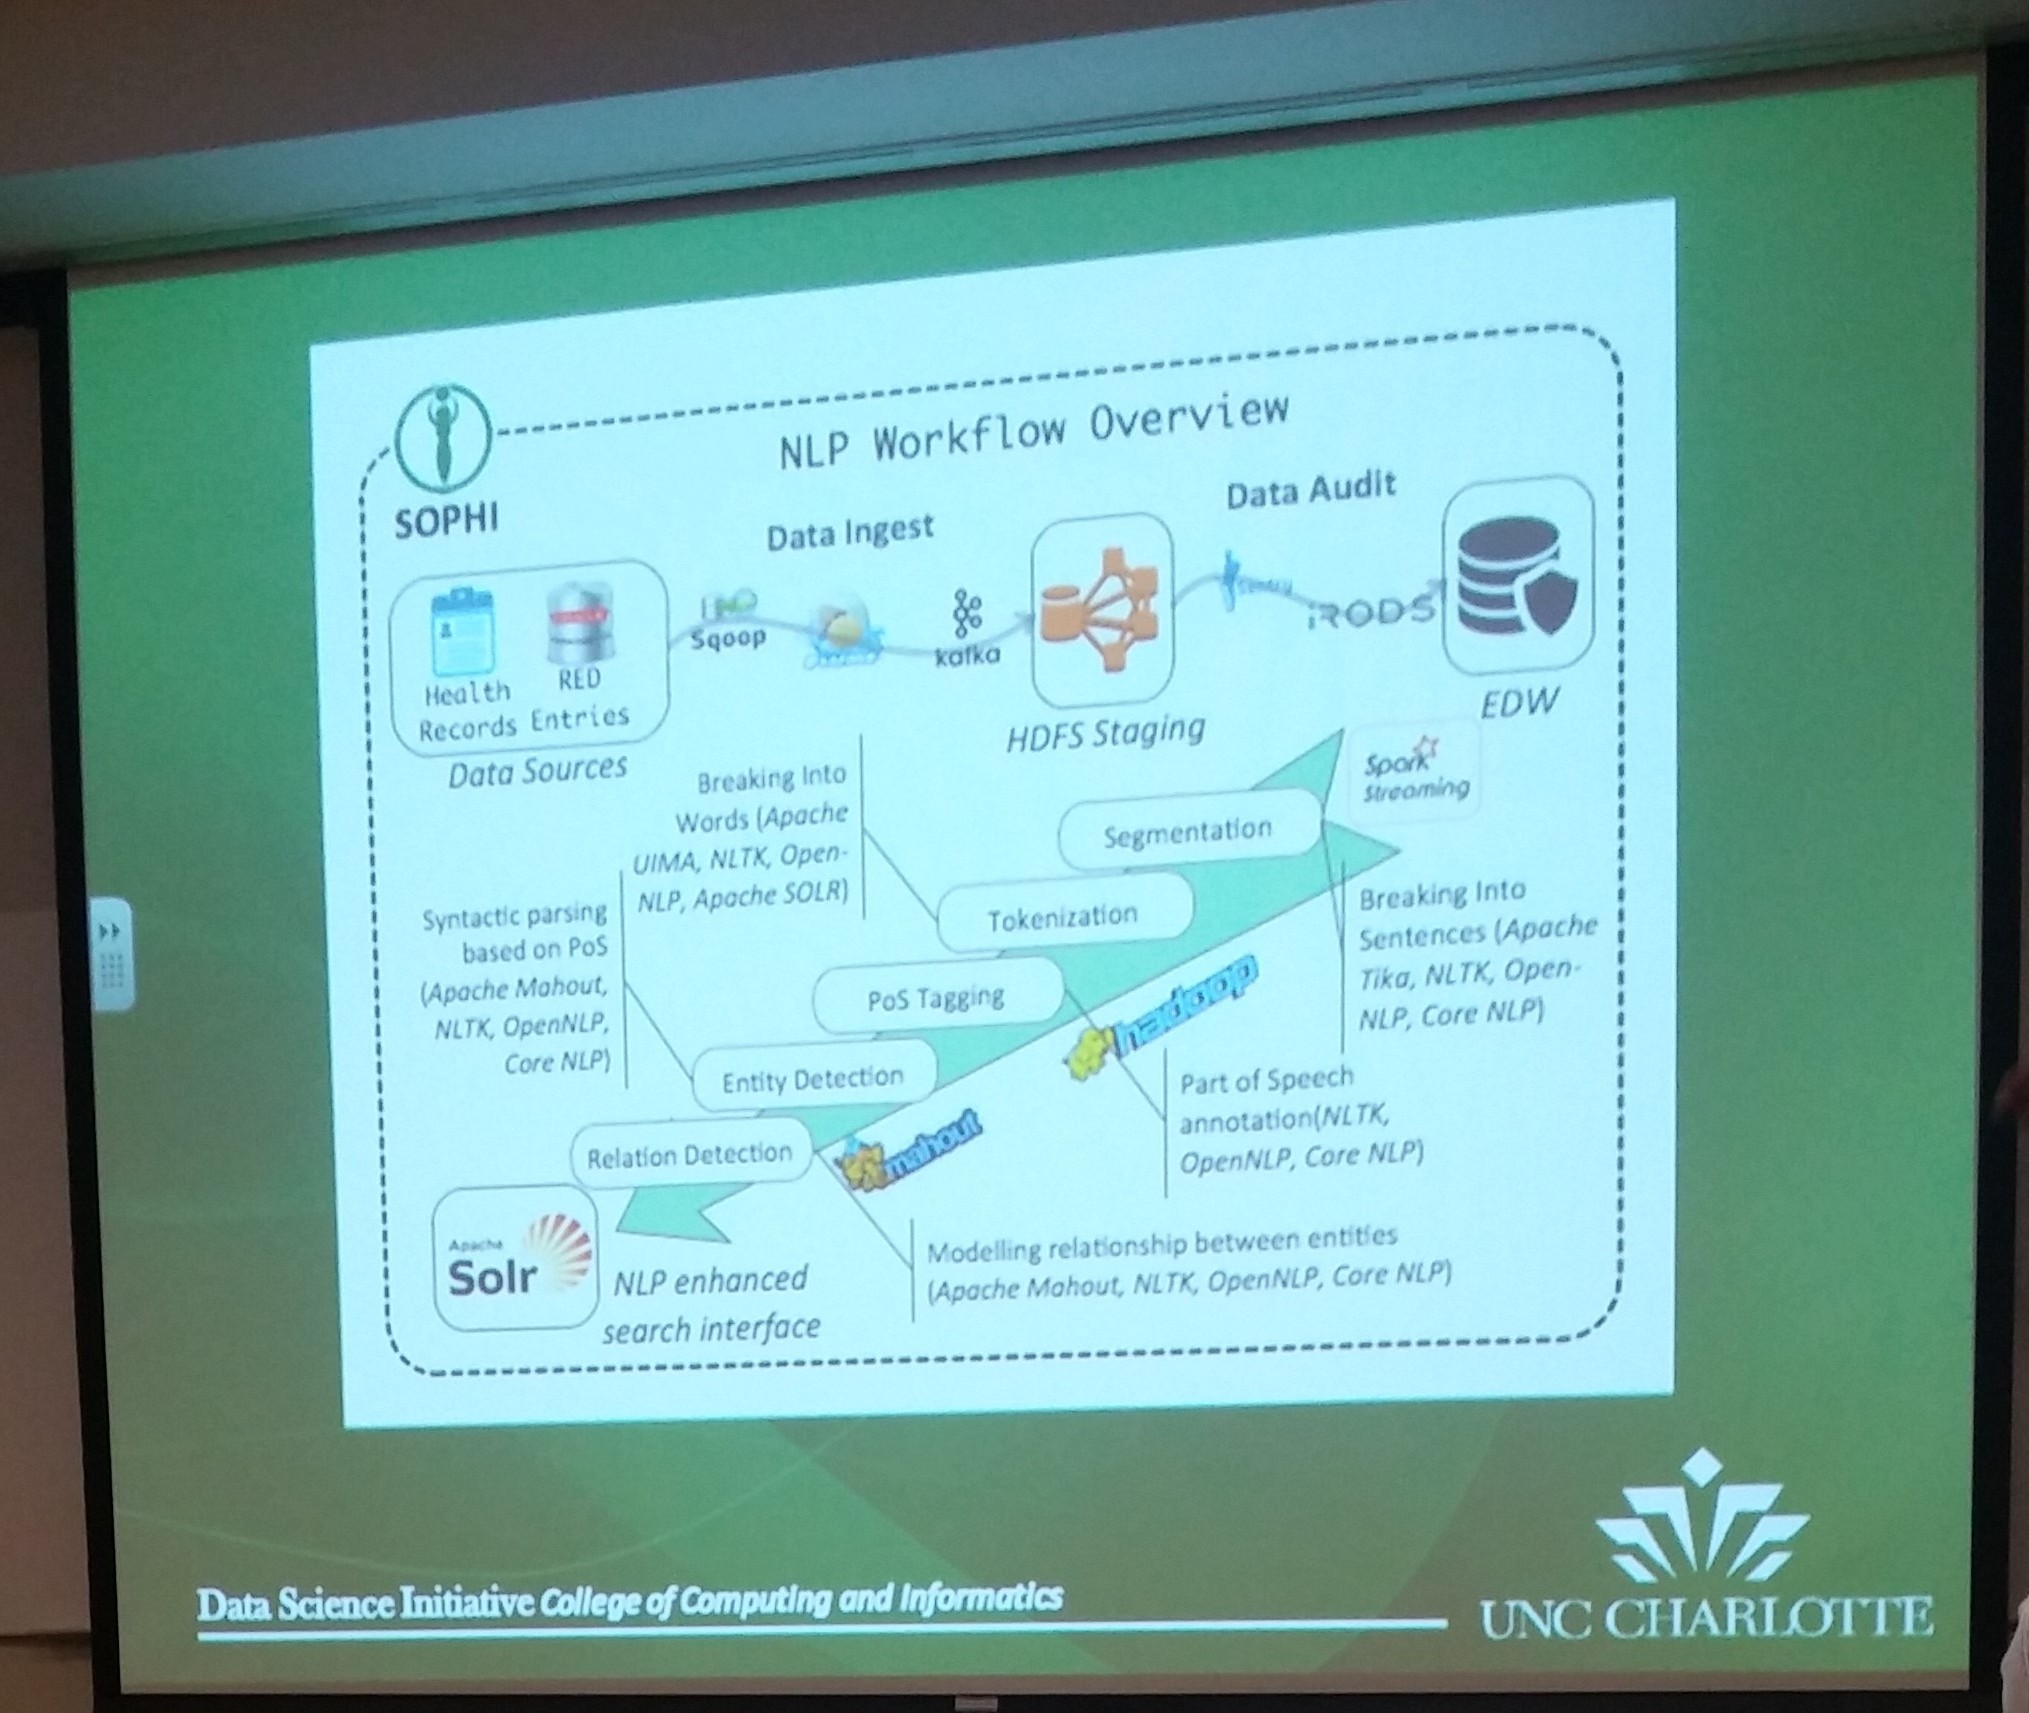 NLP Workflow Overview
SOPHI
Data Ingest
Data Audit
Sqoop
kafka
iRODS
Health
Records
RED
Entries
Data Sources
HDFS Staging
EDW
Spark
Streaming
Segmentation
Breaking Into
Sentences (Apache
Tika, NLTK, Open-
NLP, Core NLP)
Breaking Into
Words (Apache
UIMA, NLTK, Open-
NLP, Apache SOLR)
Tokenization
PoS Tagging
hadoop
Part of Speech
annotation(NLTK,
OpenNLP, Core NLP)
Syntactic parsing
based on PoS
(Apache Mahout,
NLTK, OpenNLP,
Core NLP)
Entity Detection
Relation Detection
mahout
Modelling relationship between entities
(Apache Mahout, NLTK, OpenNLP, Core NLP)
Apache
Solr
NLP enhanced
search interface
Data Science Initiative College of Computing and Informatics
UNC CHARLOTTE